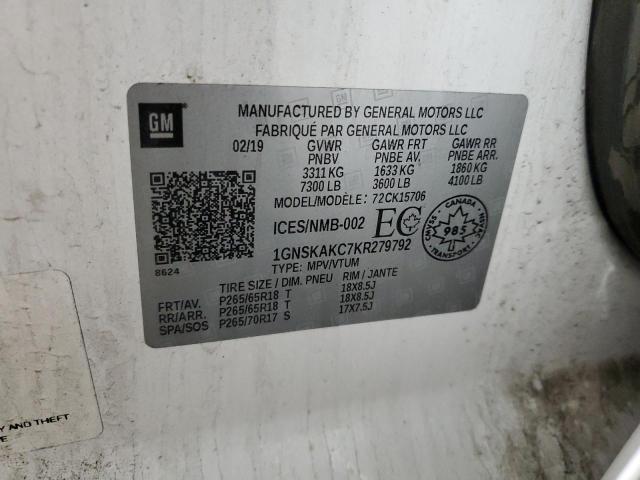 GM
MANUFACTURED BY GENERAL MOTORS LLC
FABRIQUÉ PAR GENERAL MOTORS LLC
02/19 GVWR GAWR FRT GAWR RR
PNBV PNBE AV. PNBE ARR.
3311 KG 1633 KG 1860 KG
7300 LB 3600 LB 4100 LB
MODEL/MODÈLE: 72CK15706
ICES/NMB-002 EC
CANADA
CMVSS 985 NSVAC
TRANSPORT
1GNSKAKC7KR279792
8624
TYPE: MPV/VTUM
TIRE SIZE / DIM. PNEU RIM / JANTE
FRT/AV. P265/65R18 T 18X8.5J
RR/ARR. P265/65R18 T 18X8.5J
SPA/SOS P265/70R17 S 17X7.5J
AND THEFT